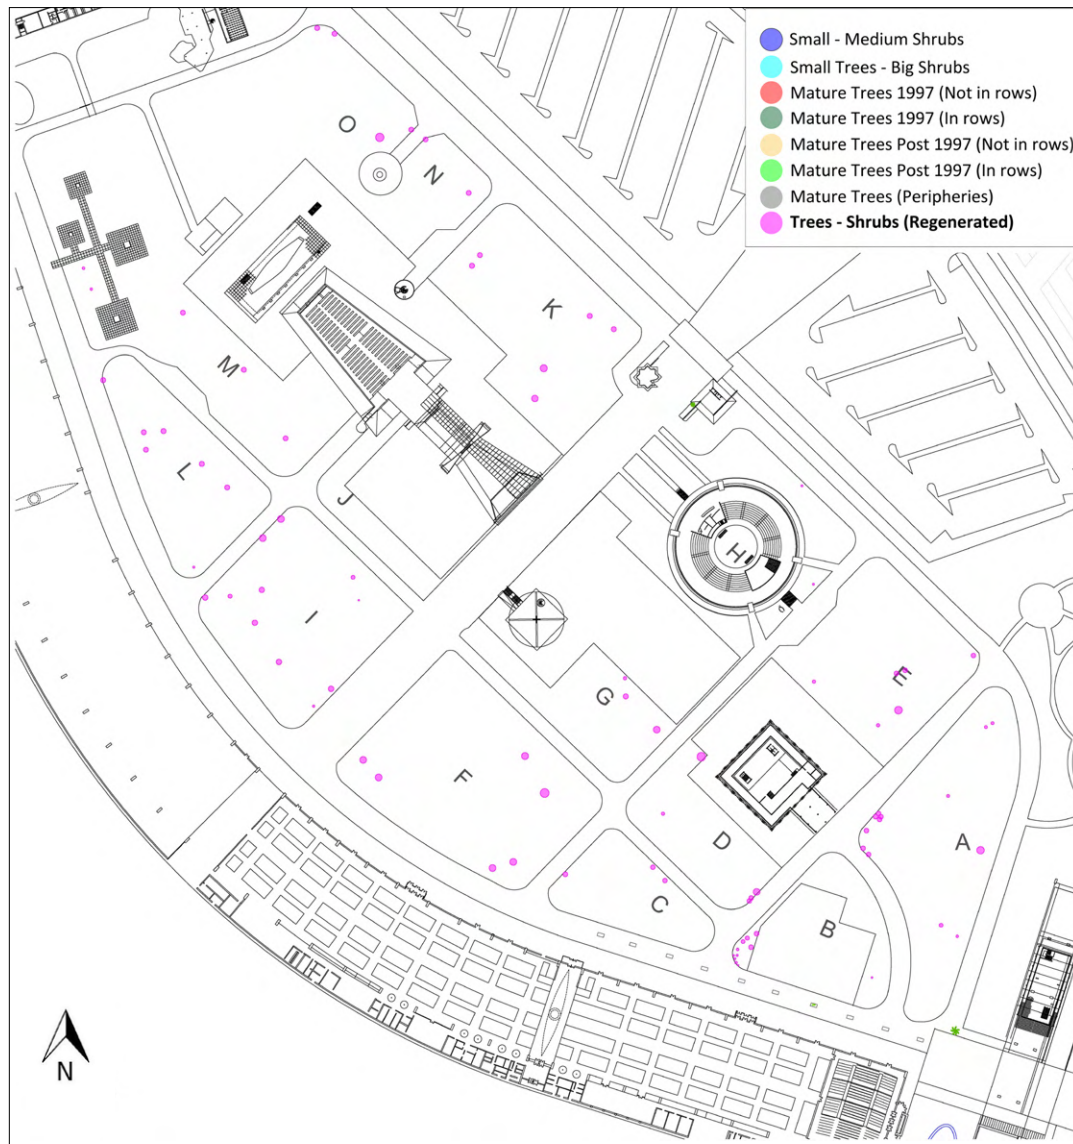 Small - Medium Shrubs
Small Trees - Big Shrubs
Mature Trees 1997 (Not in rows)
Mature Trees 1997 (In rows)
Mature Trees Post 1997 (Not in rows)
Mature Trees Post 1997 (In rows)
Mature Trees (Peripheries)
Trees - Shrubs (Regenerated)
O
N
K
M
L
J
H
I
E
G
F
D
A
C
B
N